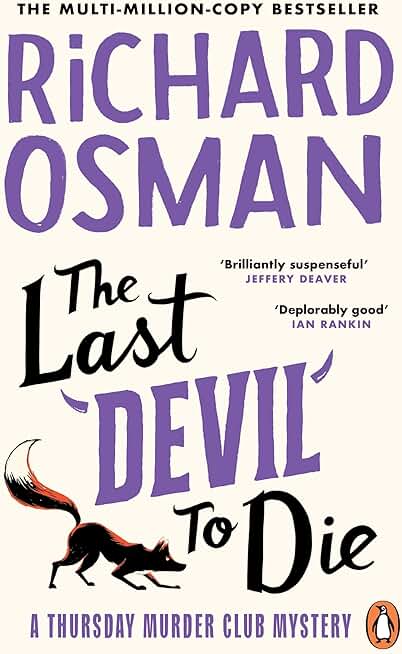 THE MULTI-MILLION-COPY BESTSELLER
RiCHARD
OSMAN
'Brilliantly suspenseful'
JEFFERY DEAVER
'Deplorably good'
IAN RANKIN
The
Last
'DEVIL'
To Die
A THURSDAY MURDER CLUB MYSTERY